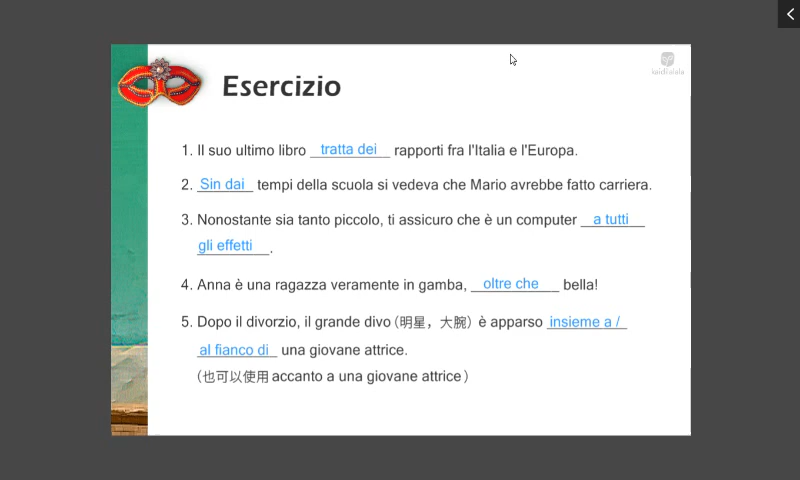 Esercizio
kaidialala
1. Il suo ultimo libro tratta dei rapporti fra l'Italia e l'Europa.
2. Sin dai tempi della scuola si vedeva che Mario avrebbe fatto carriera.
3. Nonostante sia tanto piccolo, ti assicuro che è un computer a tutti
gli effetti.
4. Anna è una ragazza veramente in gamba, oltre che bella!
5. Dopo il divorzio, il grande divo (明星，大腕) è apparso insieme a /
al fianco di una giovane attrice.
(也可以使用 accanto a una giovane attrice)